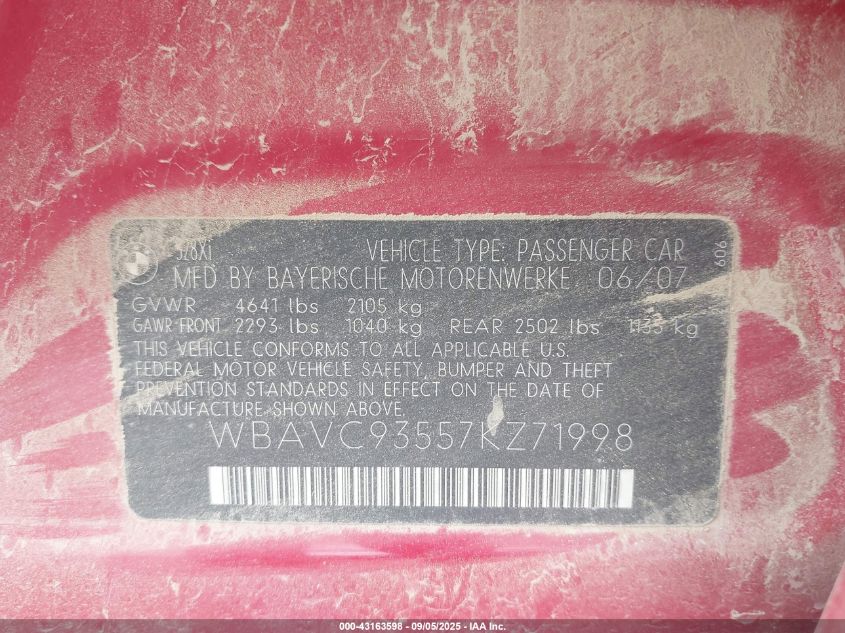 328XI VEHICLE TYPE: PASSENGER CAR 606
MFD BY BAYERISCHE MOTORENWERKE 06/07
GVWR 4641 lbs 2105 kg
GAWR FRONT 2293 lbs 1040 kg REAR 2502 lbs 1135 kg
THIS VEHICLE CONFORMS TO ALL APPLICABLE U.S.
FEDERAL MOTOR VEHICLE SAFETY, BUMPER AND THEFT
PREVENTION STANDARDS IN EFFECT ON THE DATE OF
MANUFACTURE SHOWN ABOVE.
WBAVC93557KZ71998
000-43163598 - 09/05/2025 - IAA Inc.